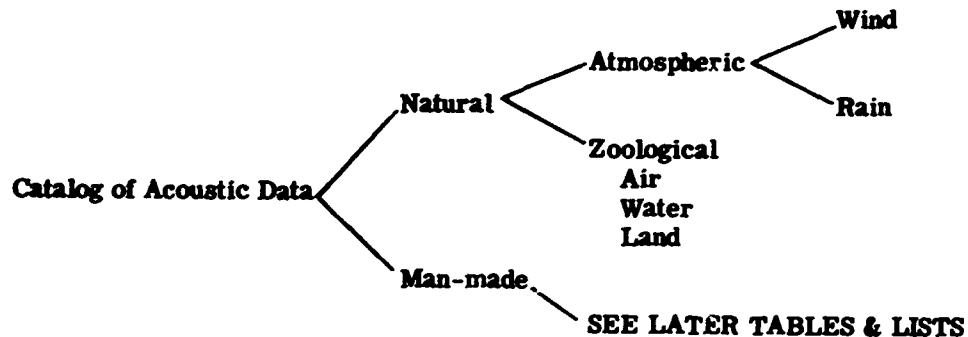 Wind
Atmospheric
Natural
Rain
Zoological
Air
Catalog of Acoustic Data
Water
Land
Man-made
SEE LATER TABLES & LISTS